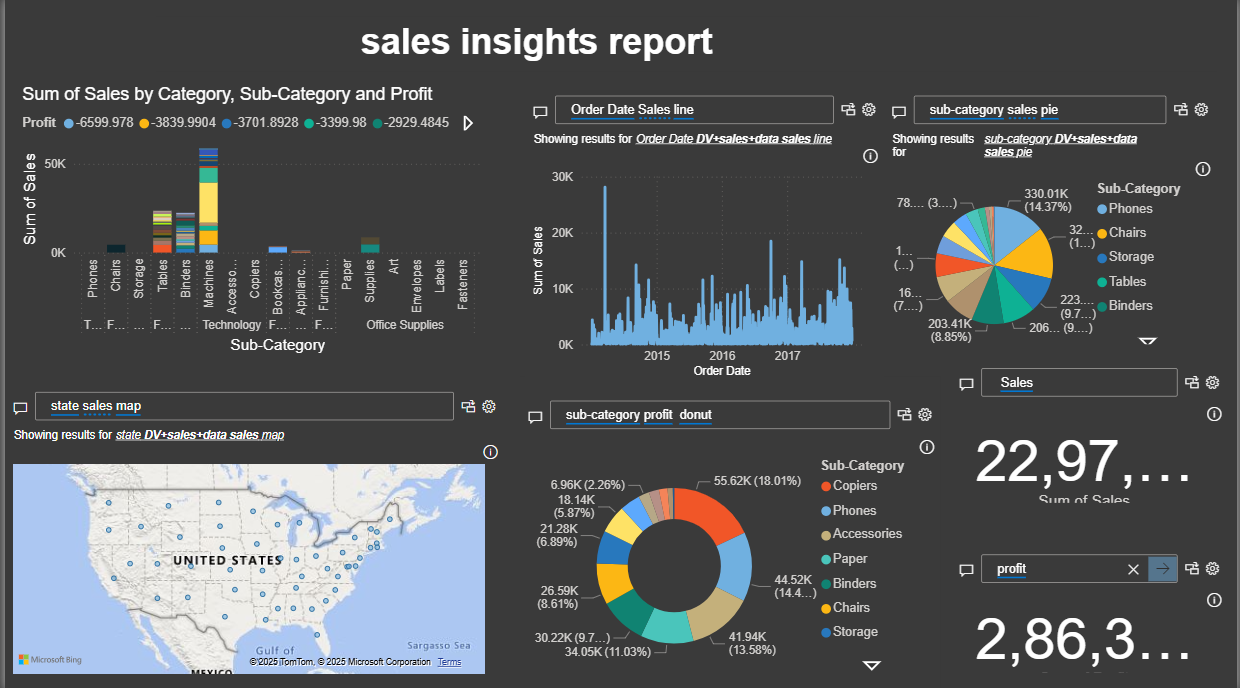 sales insights report
Sum of Sales by Category, Sub-Category and Profit
Profit -6599.978 -3839.9904 -3701.8928 -3399.98 -2929.4845
Sum of Sales
50K
0K
Phones
Chairs
Storage
Tables
Binders
Machines
Accesso...
Copiers
Bookcas...
Applianc...
Furnishi...
Paper
Supplies
Art
Envelopes
Labels
Fasteners
T... F... ... F... ... Technology F... ... F... Office Supplies
Sub-Category
Order Date Sales line
Showing results for Order Date DV+sales+data sales line
Sum of Sales
30K
20K
10K
0K
2015 2016 2017
Order Date
sub-category sales pie
Showing results for sub-category DV+sales+data
sales pie
Sub-Category
Phones
Chairs
Storage
Tables
Binders
330.01K
(14.37%)
32...
(1...)
223....
(9.7...)
206... (9....)
203.41K
(8.85%)
16...
(7....)
1...
(...)
78.... (3....)
state sales map
Showing results for state DV+sales+data sales map
UNITED STATES
Gulf of
Sargasso Sea
MEXICO
Microsoft Bing
© 2025 TomTom, © 2025 Microsoft Corporation Terms
sub-category profit donut
Sub-Category
Copiers
Phones
Accessories
Paper
Binders
Chairs
Storage
55.62K (18.01%)
44.52K
(14.4...)
41.94K
(13.58%)
34.05K (11.03%)
30.22K (9.7...)
26.59K
(8.61%)
21.28K
(6.89%)
18.14K
(5.87%)
6.96K (2.26%)
Sales
22,97,...
Sum of Sales
profit
2,86,3...